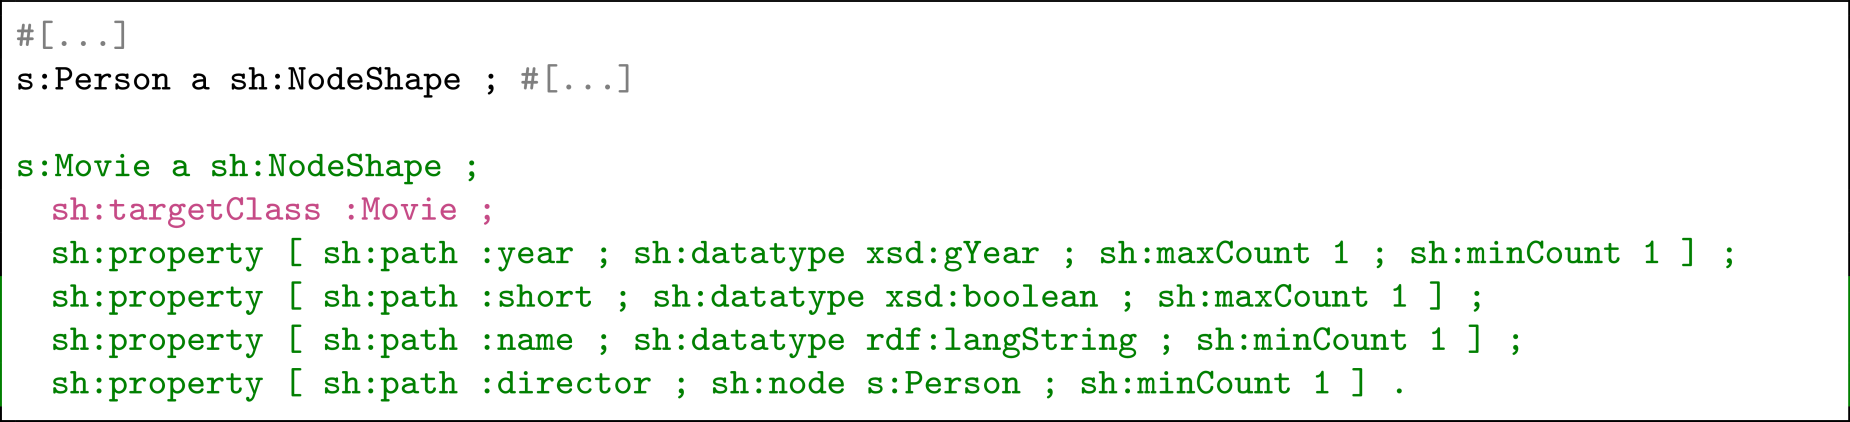 #[...]
s:Person a sh:NodeShape ; #[...]
s:Movie a sh:NodeShape ;
sh:targetClass :Movie ;
sh:property [ sh:path :year ; sh:datatype xsd:gYear ; sh:maxCount 1 ; sh:minCount 1 ] ;
sh:property [ sh:path :short ; sh:datatype xsd:boolean ; sh:maxCount 1 ] ;
sh:property [ sh:path :name ; sh:datatype rdf:langString ; sh:minCount 1 ] ;
sh:property [ sh:path :director ; sh:node s:Person ; sh:minCount 1 ] .